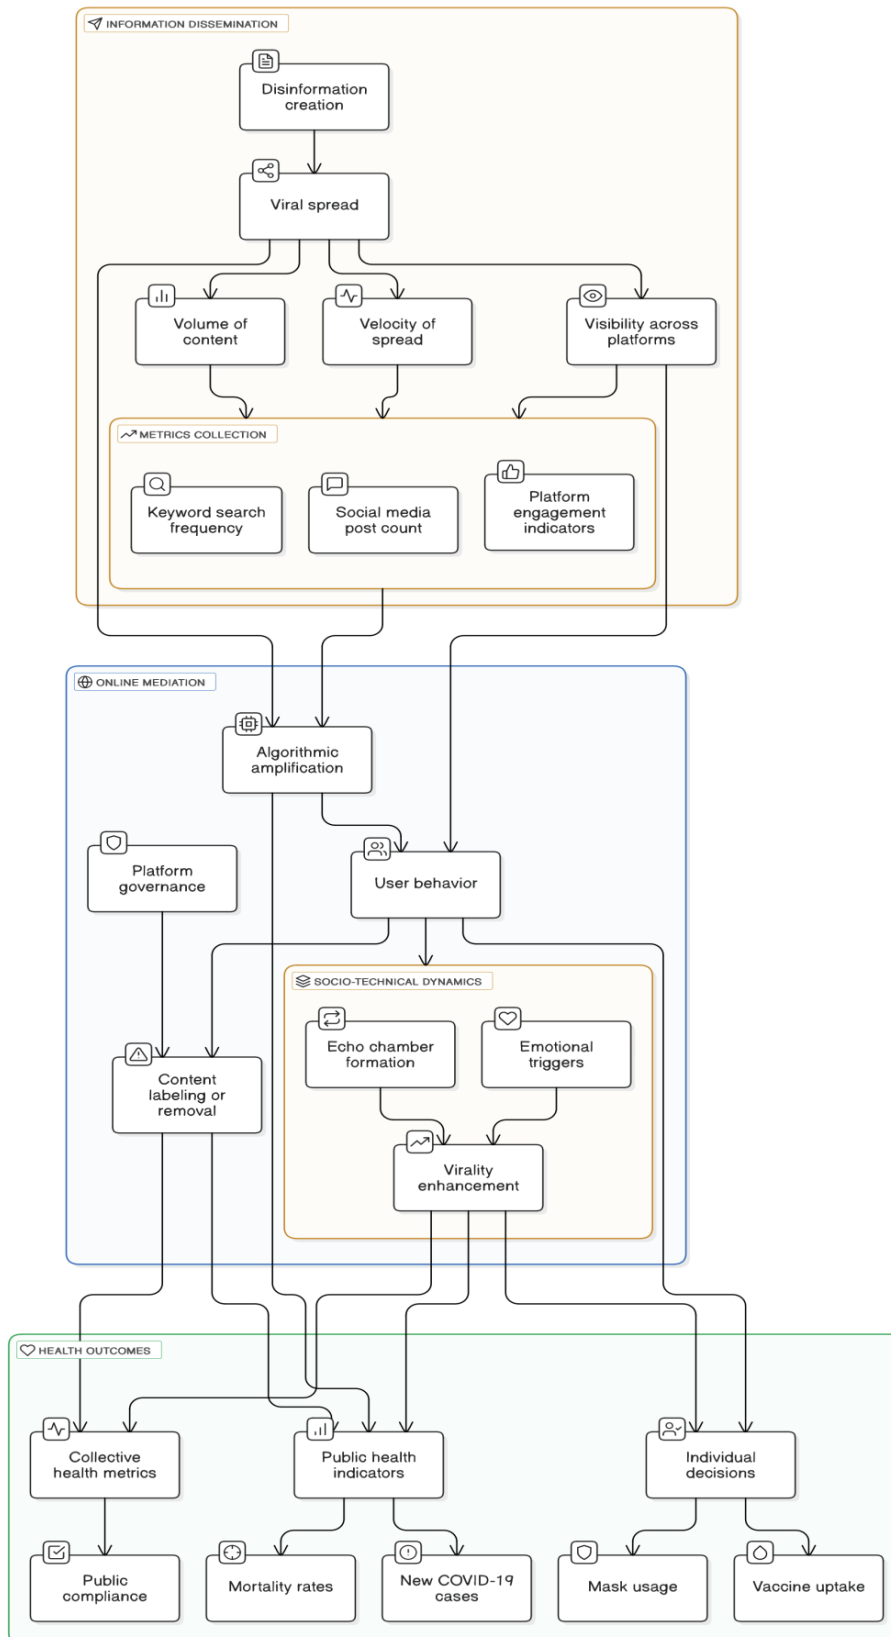 INFORMATION DISSEMINATION
Disinformation
creation
Viral spread
Volume of
content
Velocity of
spread
Visibility across
platforms
METRICS COLLECTION
Keyword search
frequency
Social media
post count
Platform
engagement
indicators
ONLINE MEDIATION
Algorithmic
amplification
Platform
governance
User behavior
SOCIO-TECHNICAL DYNAMICS
Echo chamber
formation
Emotional
triggers
Content
labeling or
removal
Virality
enhancement
HEALTH OUTCOMES
Collective
health metrics
Public health
indicators
Individual
decisions
Public
compliance
Mortality rates
New COVID-19
cases
Mask usage
Vaccine uptake